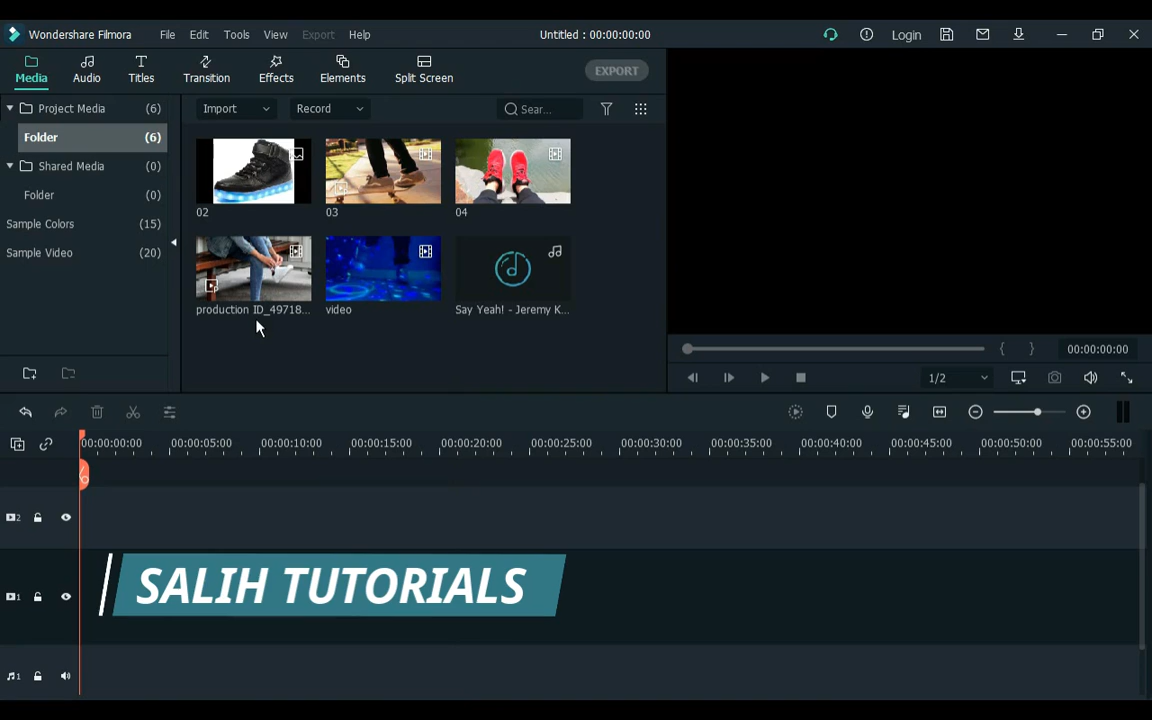 Wondershare Filmora File Edit Tools View Export Help Untitled : 00:00:00:00 Login
Media Audio Titles Transition Effects Elements Split Screen EXPORT
Project Media (6) Import Record Sear...
Folder (6)
Shared Media (0)
Folder (0)
Sample Colors (15)
Sample Video (20)
02 03 04
production ID_49718... video Say Yeah! - Jeremy K...
{ } 00:00:00:00
1/2
00:00:00:00 00:00:05:00 00:00:10:00 00:00:15:00 00:00:20:00 00:00:25:00 00:00:30:00 00:00:35:00 00:00:40:00 00:00:45:00 00:00:50:00 00:00:55:00
2
1
SALIH TUTORIALS
1